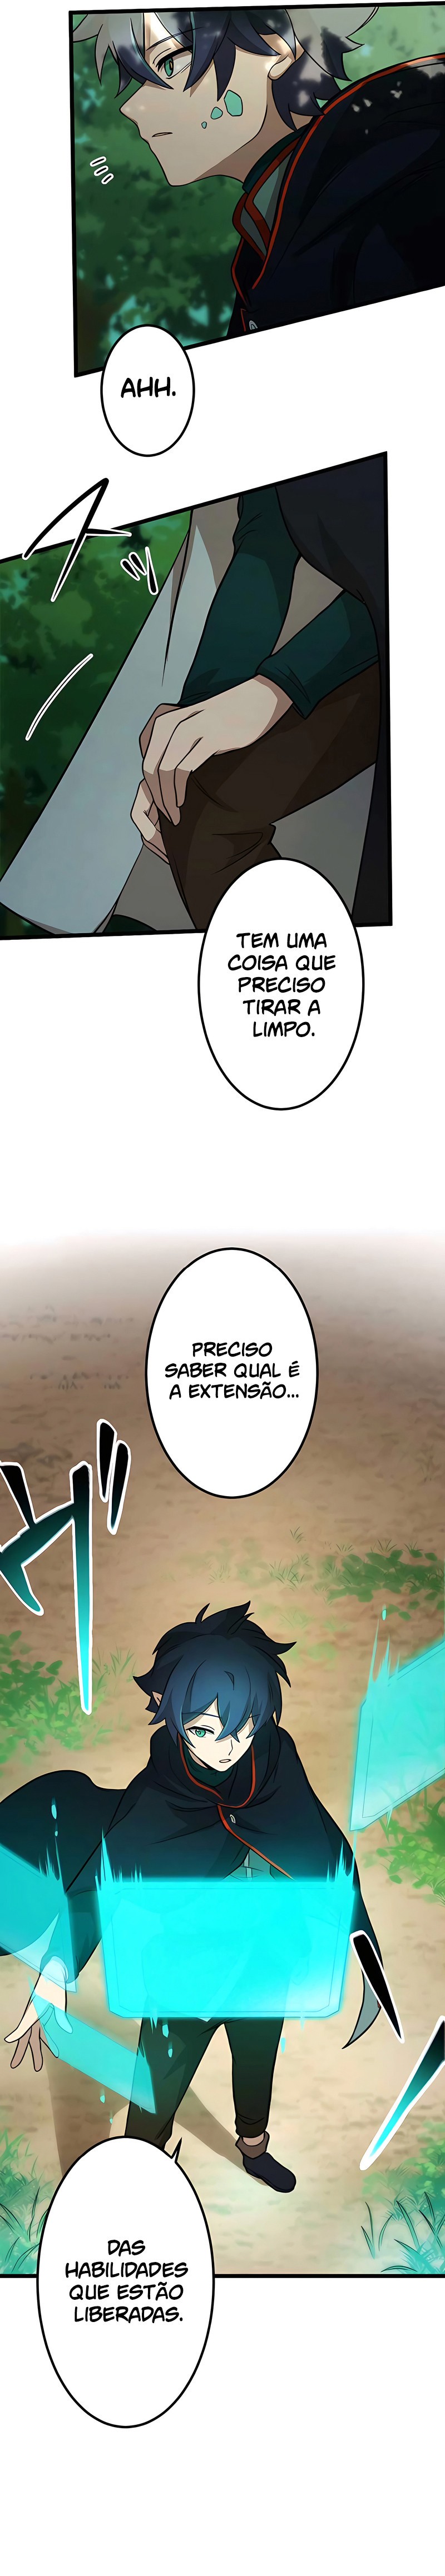 AHH.
TEM UMA
COISA QUE
PRECISO
TIRAR A
LIMPO.
PRECISO
SABER QUAL É
A EXTENSÃO...
DAS
HABILIDADES
QUE ESTÃO
LIBERADAS.